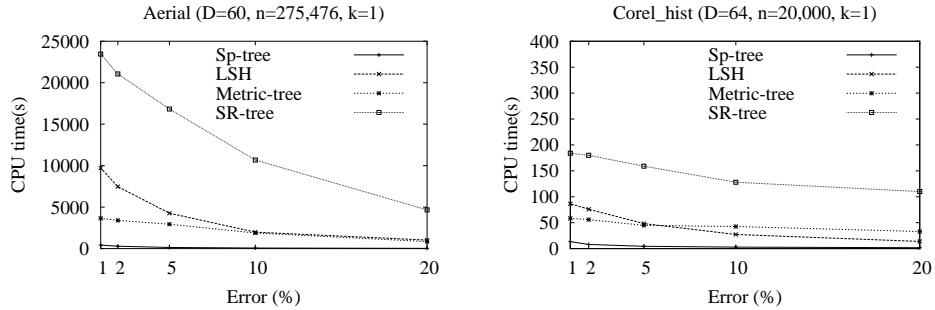 Aerial (D=60, n=275,476, k=1)
25000
20000
15000
10000
5000
0
CPU time(s)
Sp-tree
LSH
Metric-tree
SR-tree
1 2 5 10 20
Error (%)
Corel_hist (D=64, n=20,000, k=1)
400
350
300
250
200
150
100
50
0
CPU time(s)
Sp-tree
LSH
Metric-tree
SR-tree
1 2 5 10 20
Error (%)